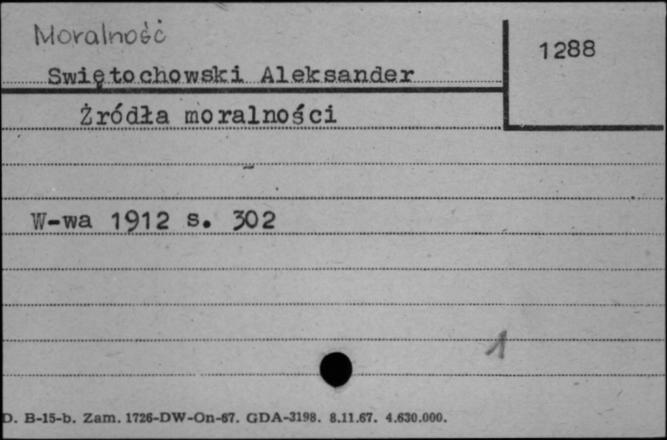 Moralność
1288
Swiętochowski Aleksander
Żródła moralności
W-wa 1912 s. 302
1
D. B-15-b. Zam. 1726-DW-On-67. GDA-3198. 8.11.67. 4.630.000.